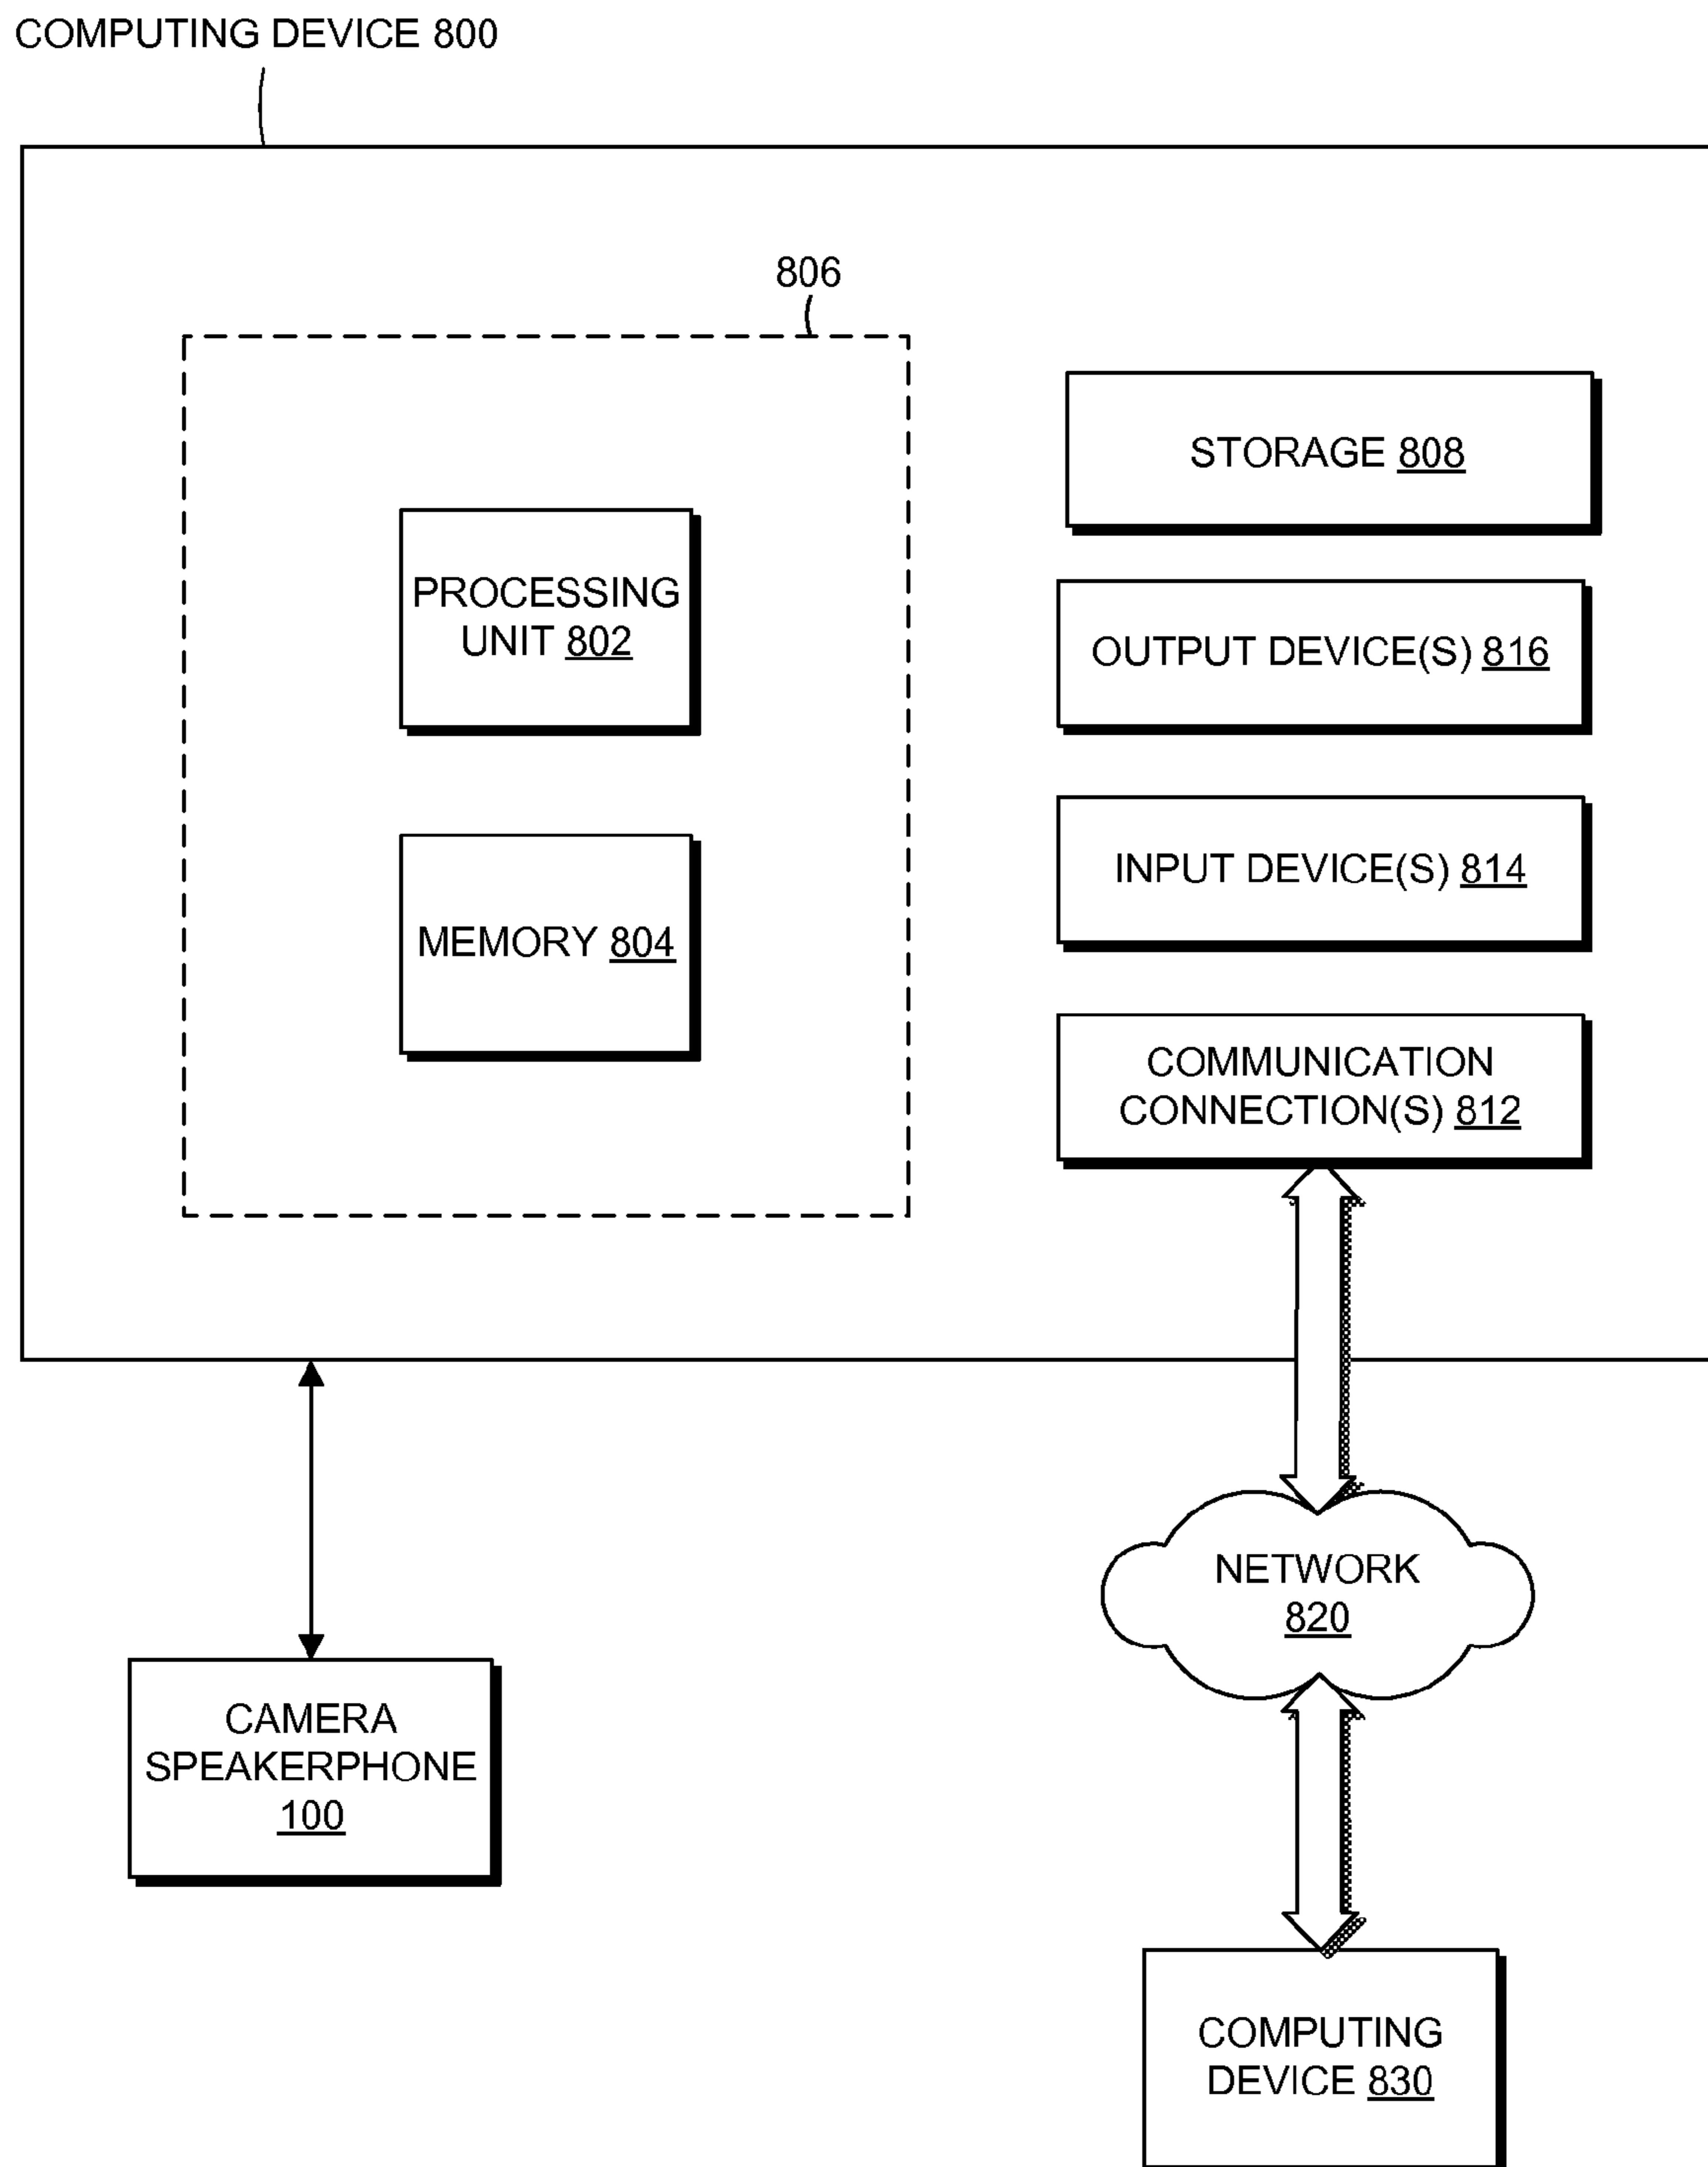 COMPUTING DEVICE 800
806
PROCESSING
UNIT 802
MEMORY 804
STORAGE 808
OUTPUT DEVICE(S) 816
INPUT DEVICE(S) 814
COMMUNICATION
CONNECTION(S) 812
NETWORK
820
CAMERA
SPEAKERPHONE
100
COMPUTING
DEVICE 830